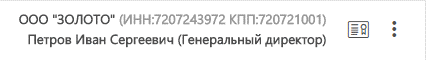 ООО "ЗОЛОТО" (ИНН:7207243972 КПП:720721001)
Петров Иван Сергеевич (Генеральный директор)